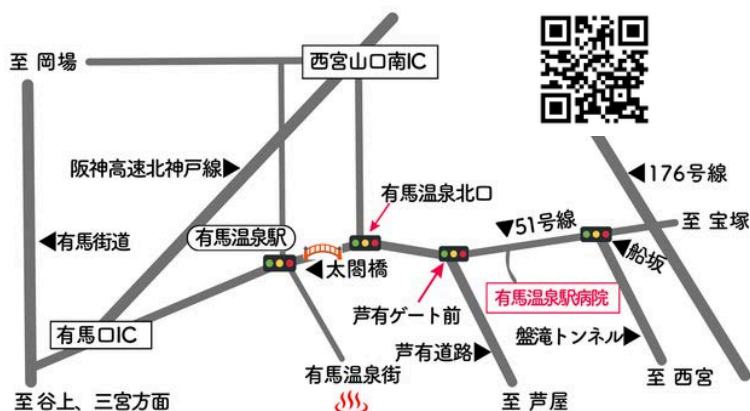 至 岡場
西宮山口南IC
阪神高速北神戸線▶
◀176号線
有馬温泉北口
◀有馬街道
有馬温泉駅
▼51号線
至 宝塚
◀船坂
◀太閤橋
有馬温泉駅病院
芦有ゲート前
有馬口IC
盤滝トンネル▶
芦有道路▶
有馬温泉街
至 西宮
至谷上、三宮方面
至 芦屋